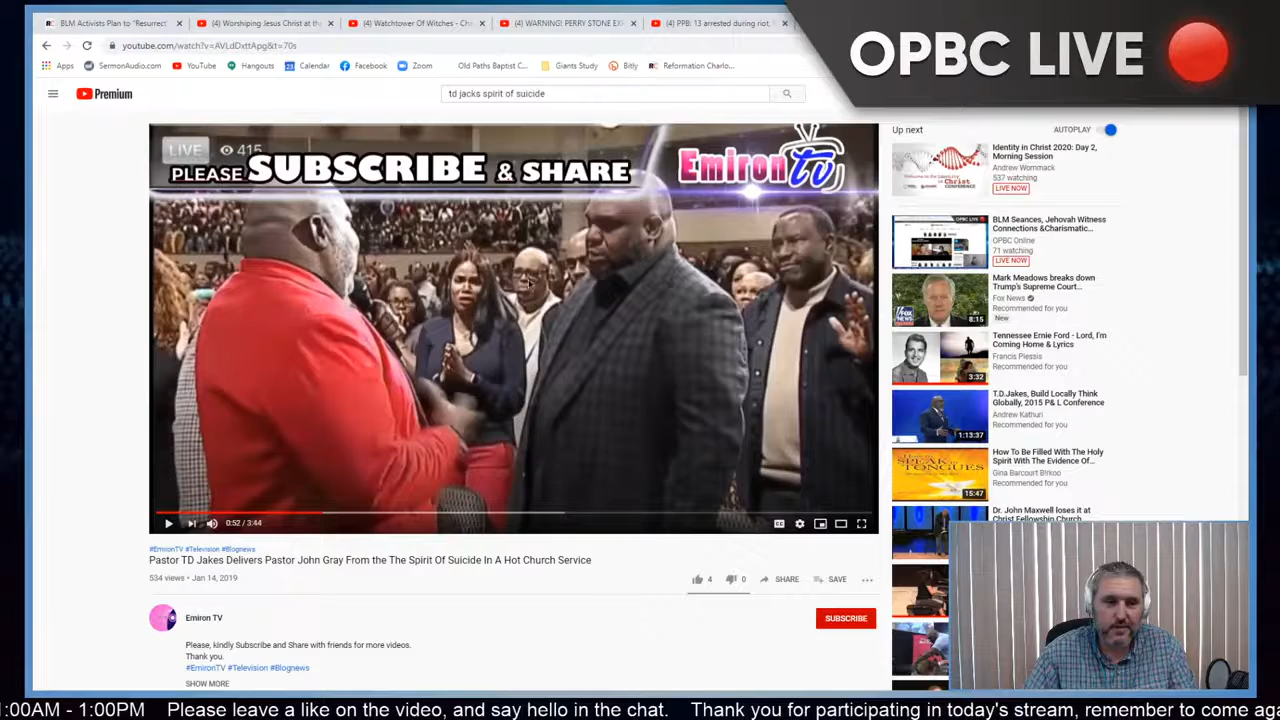 BLM Activists Plan to "Resurrect"
(4) Worshiping Jesus Christ at th
(4) Watchtower Of Witches - Cha
(4) WARNING! PERRY STONE EX
(4) PPB: 13 arrested during riot,
OPBC LIVE
youtube.com/watch?v=AVLdDxttApg&t=70s
Apps
SermonAudio.com
YouTube
Hangouts
Calendar
Facebook
Zoom
Old Paths Baptist C...
Giants Study
Bitly
Reformation Charlo...
Premium
td jacks spirit of suicide
LIVE
415
PLEASE SUBSCRIBE & SHARE
Emiron tv
Up next
AUTOPLAY
Identity in Christ 2020: Day 2,
Morning Session
Andrew Wommack
537 watching
LIVE NOW
BLM Seances, Jehovah Witness
Connections &Charismatic...
OPBC Online
71 watching
LIVE NOW
Mark Meadows breaks down
Trump's Supreme Court...
Fox News
Recommended for you
New
8:15
Tennessee Ernie Ford - Lord, I'm
Coming Home & Lyrics
Francis Plessis
Recommended for you
3:32
T.D.Jakes, Build Locally Think
Globally, 2015 P& L Conference
Andrew Kathuri
Recommended for you
1:13:37
How To Be Filled With The Holy
Spirit With The Evidence Of...
Gina Barcourt B!rkoo
Recommended for you
SPEAK
TONGUES
15:47
Dr. John Maxwell loses it at
Christ Fellowship Church
0:52 / 3:44
#EmironTV #Television #Blognews
Pastor TD Jakes Delivers Pastor John Gray From the The Spirit Of Suicide In A Hot Church Service
534 views • Jan 14, 2019
4
0
SHARE
SAVE
Emiron TV
SUBSCRIBE
Please, kindly Subscribe and Share with friends for more videos.
Thank you.
#EmironTV #Television #Blognews
SHOW MORE
1:00AM - 1:00PM Please leave a like on the video, and say hello in the chat. Thank you for participating in today's stream, remember to come aga